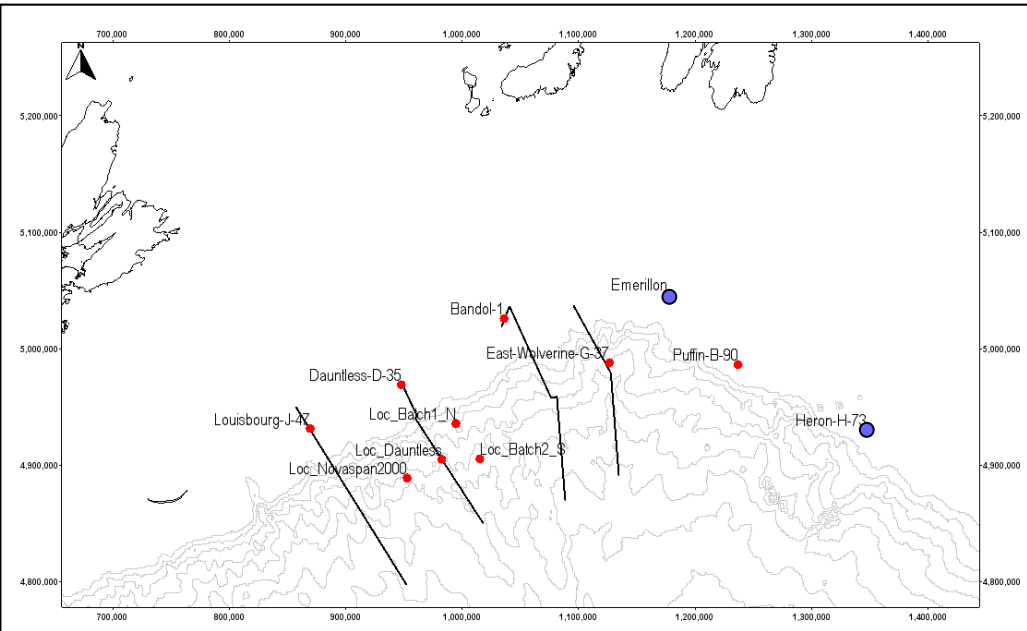 700,000 800,000 900,000 1,000,000 1,100,000 1,200,000 1,300,000 1,400,000
N
5,200,000 5,200,000
5,100,000 5,100,000
Emerillon
Bandol-1
5,000,000 5,000,000
East-Wolverine-G-37 Puffin-B-90
Dauntless-D-35
Louisbourg-J-47 Loc_Batch1_N Heron-H-73
Loc_Dauntless Loc_Batch2_S
4,900,000 4,900,000
Loc_Novaspan2000
4,800,000 4,800,000
700,000 800,000 900,000 1,000,000 1,100,000 1,200,000 1,300,000 1,400,000